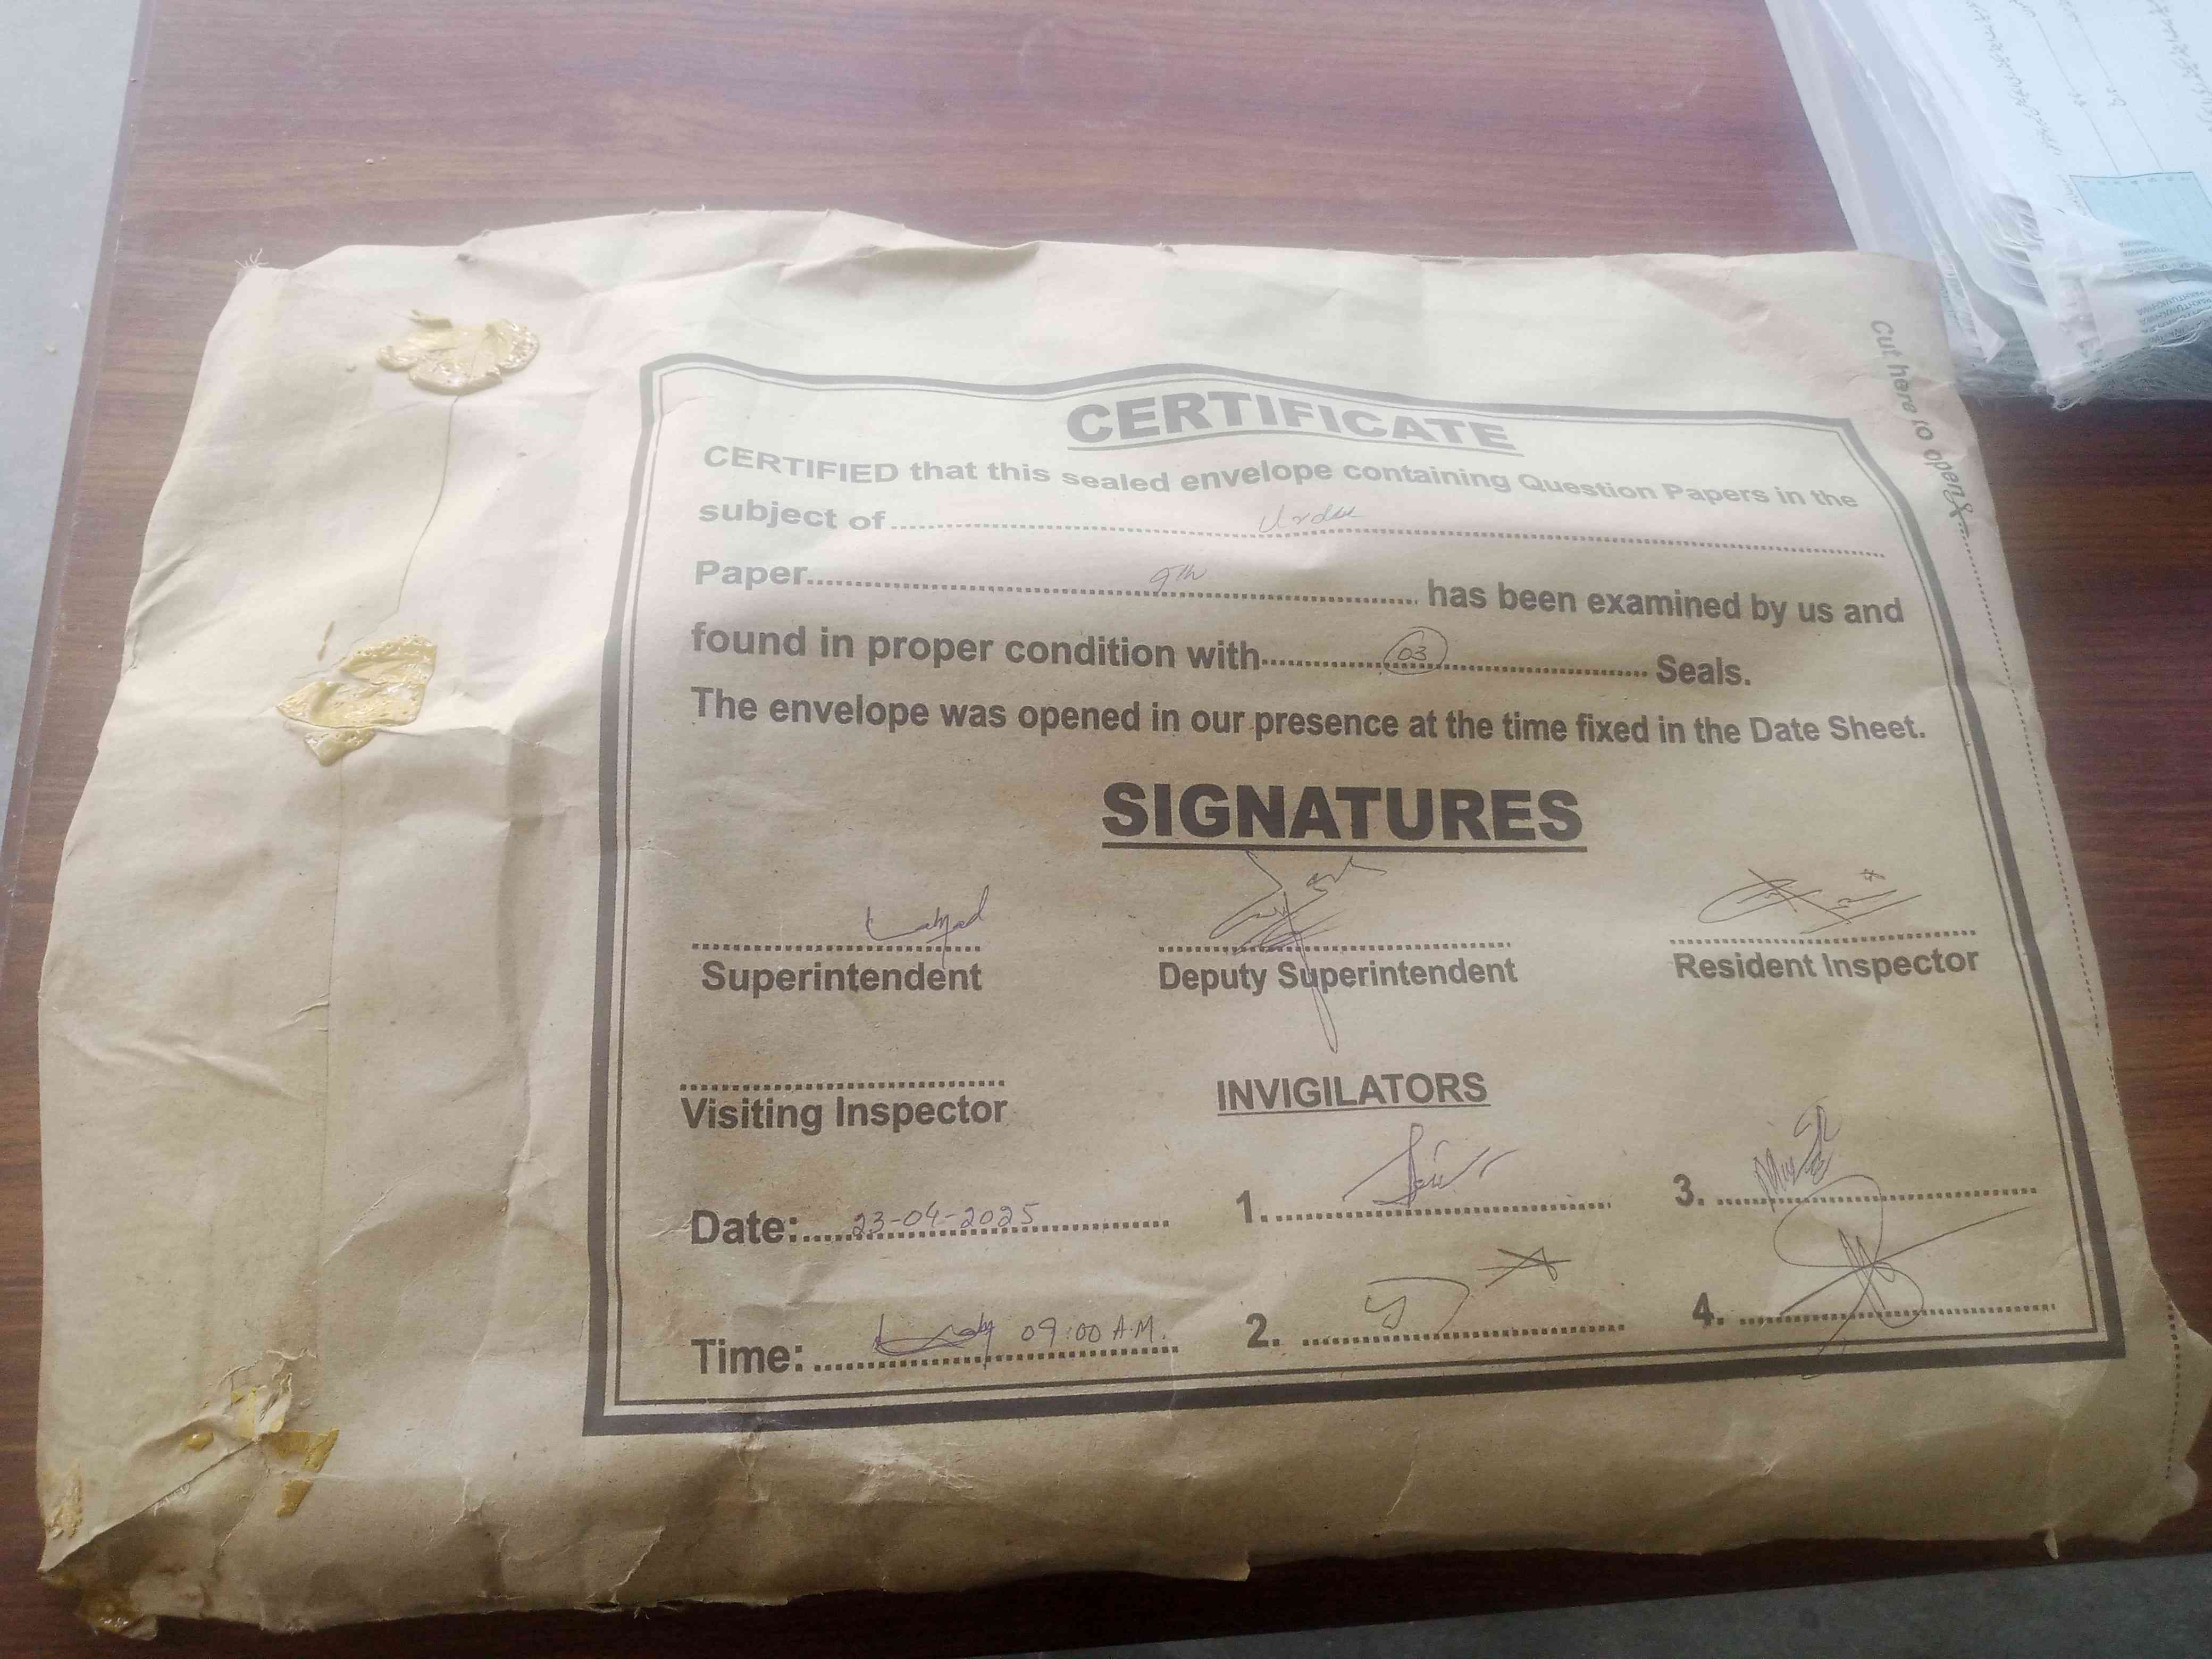 Cut here to open
CERTIFICATE
CERTIFIED that this sealed envelope containing Question Papers in the
subject of Urdu
Paper 9th has been examined by us and
found in proper condition with 03 Seals.
The envelope was opened in our presence at the time fixed in the Date Sheet.
SIGNATURES
Superintendent Deputy Superintendent Resident Inspector
Visiting Inspector INVIGILATORS
Date: 23-04-2025 1. 3.
Time: 09:00 A.M. 2. 4.